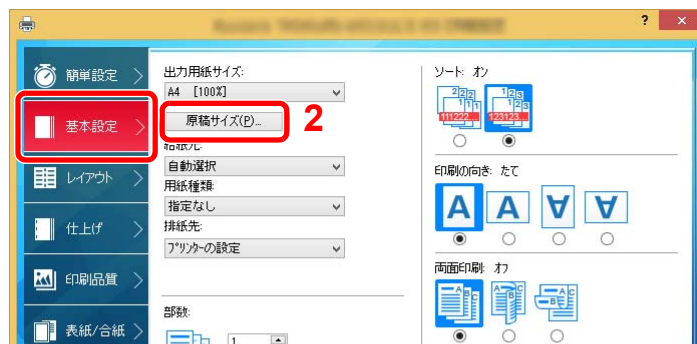 ?
簡単設定
基本設定
レイアウト
仕上げ
印刷品質
表紙/合紙
出力用紙サイズ:
A4 [100%]
原稿サイズ(P)...
2
給紙元:
自動選択
用紙種類:
指定なし
排紙先:
プリンターの設定
部数:
1
ソート: オン
111222...
123123...
印刷の向き: たて
A A A A
両面印刷: オフ